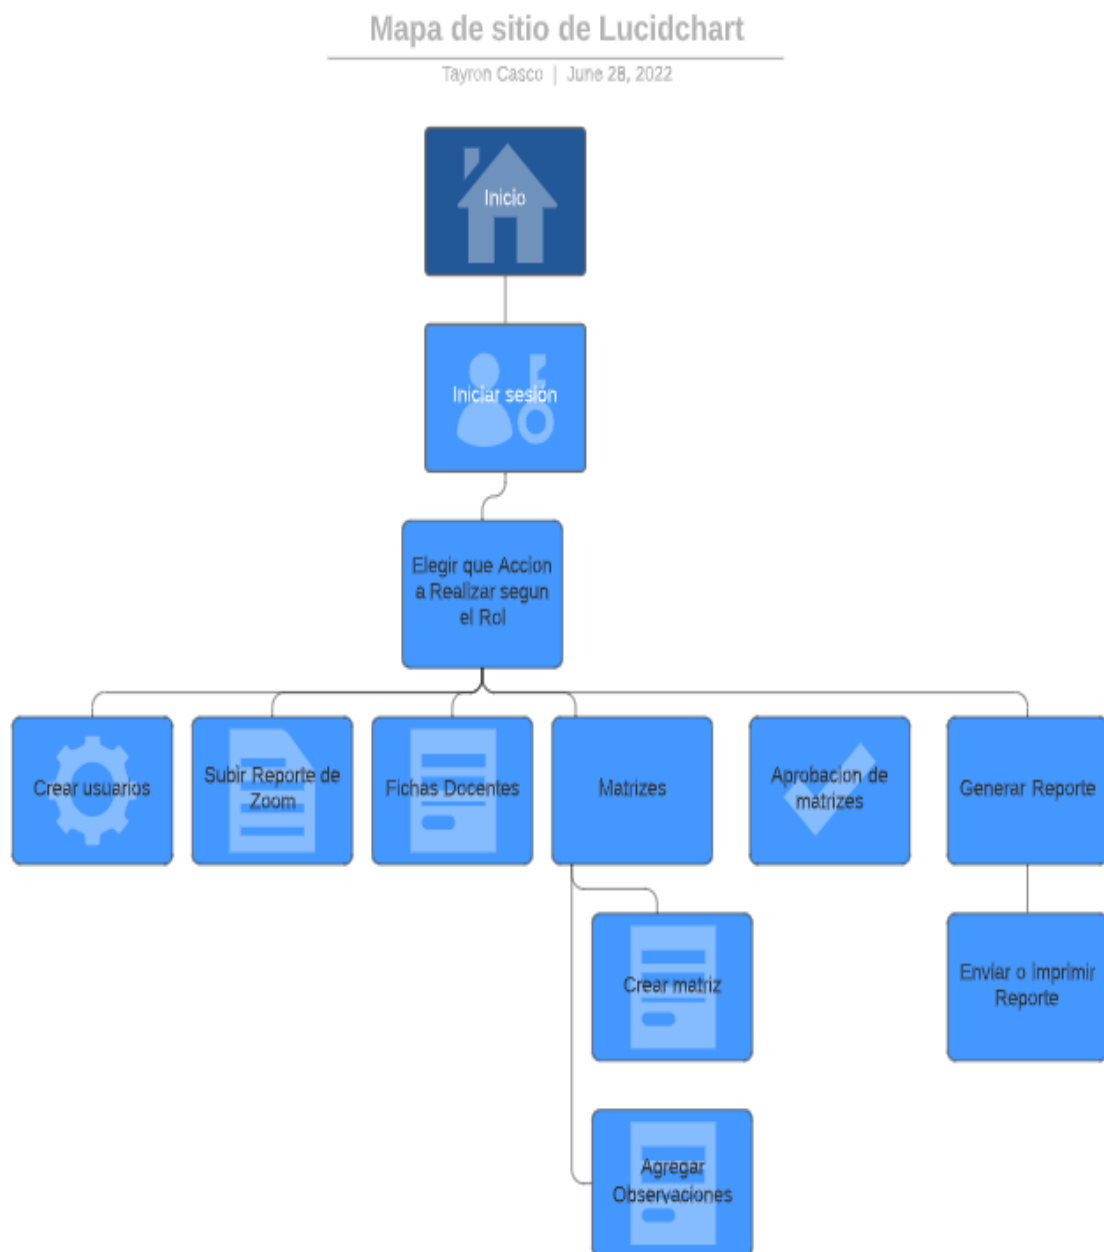 Mapa de sitio de Lucidchart
Tayron Casco | June 28, 2022
Inicio
Iniciar sesión
Elegir que Accion
a Realizar segun
el Rol
Crear usuarios
Subir Reporte de
Zoom
Fichas Docentes
Matrizes
Aprobacion de
matrizes
Generar Reporte
Crear matriz
Enviar o imprimir
Reporte
Agregar
Observaciones